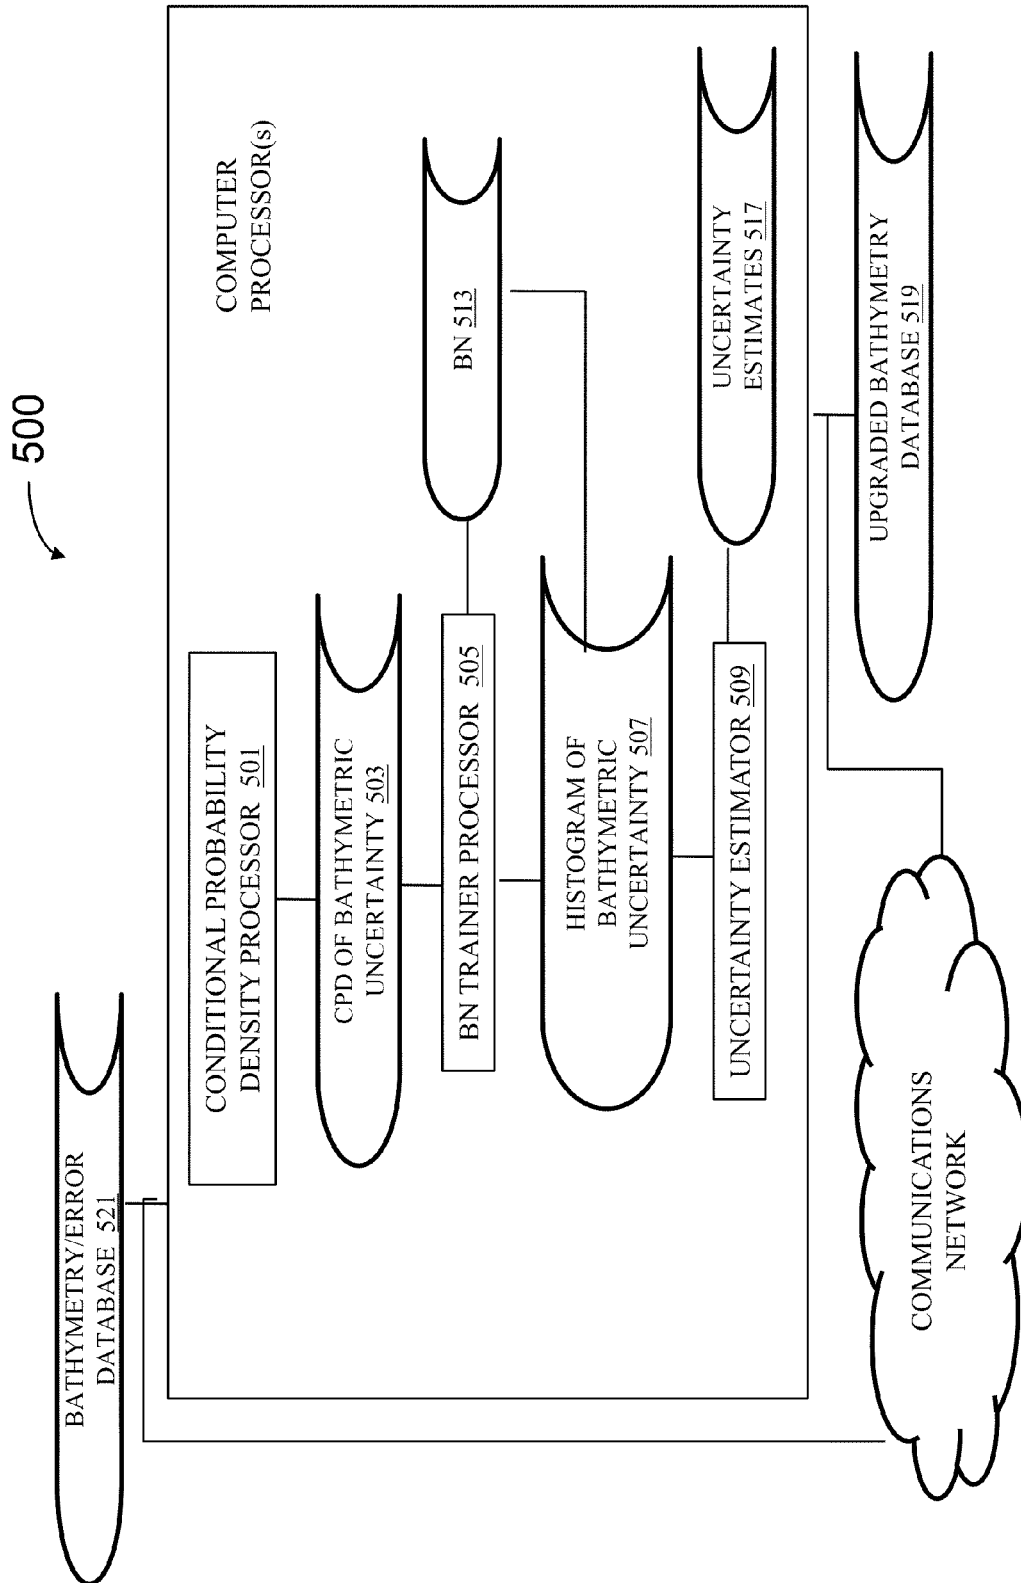 500
BATHYMETRY/ERROR
DATABASE 521
COMPUTER
PROCESSOR(s)
CONDITIONAL PROBABILITY
DENSITY PROCESSOR 501
CPD OF BATHYMETRIC
UNCERTAINTY 503
BN TRAINER PROCESSOR 505
BN 513
HISTOGRAM OF
BATHYMETRIC
UNCERTAINTY 507
UNCERTAINTY ESTIMATOR 509
UNCERTAINTY
ESTIMATES 517
UPGRADED BATHYMETRY
DATABASE 519
COMMUNICATIONS
NETWORK